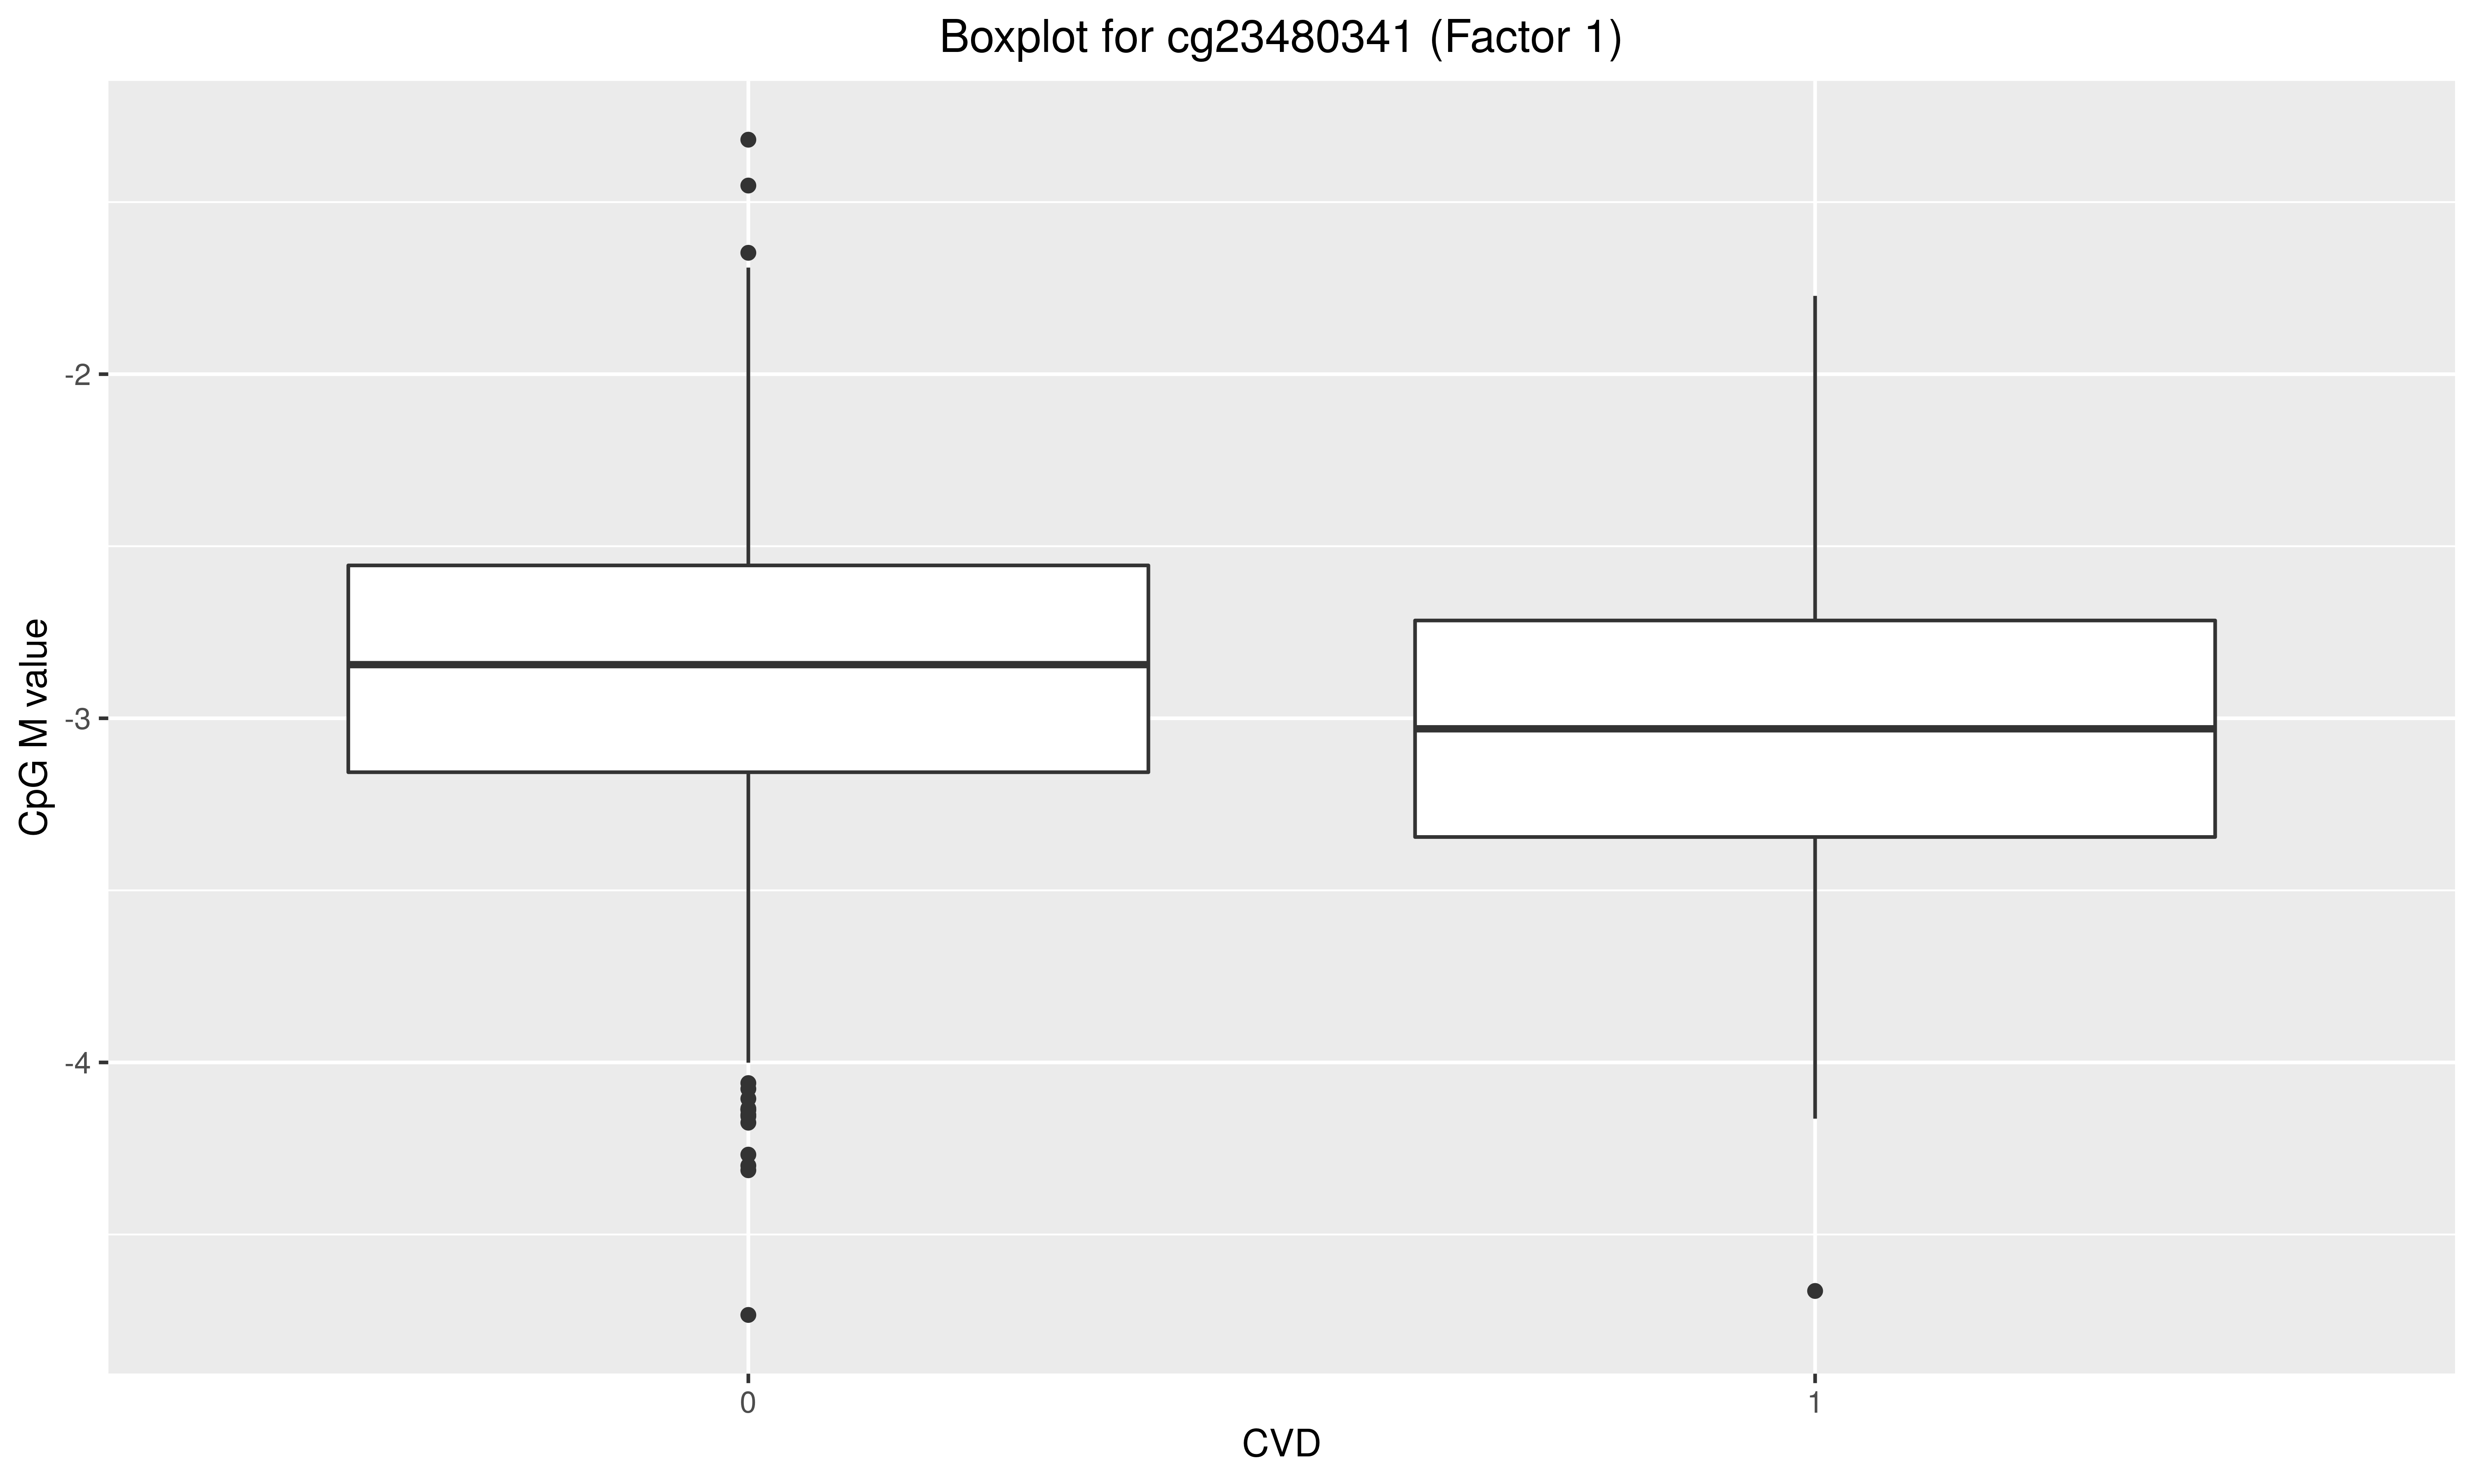 Boxplot for cg23480341 (Factor 1)
CpG M value
-2
-3
-4
0
1
CVD